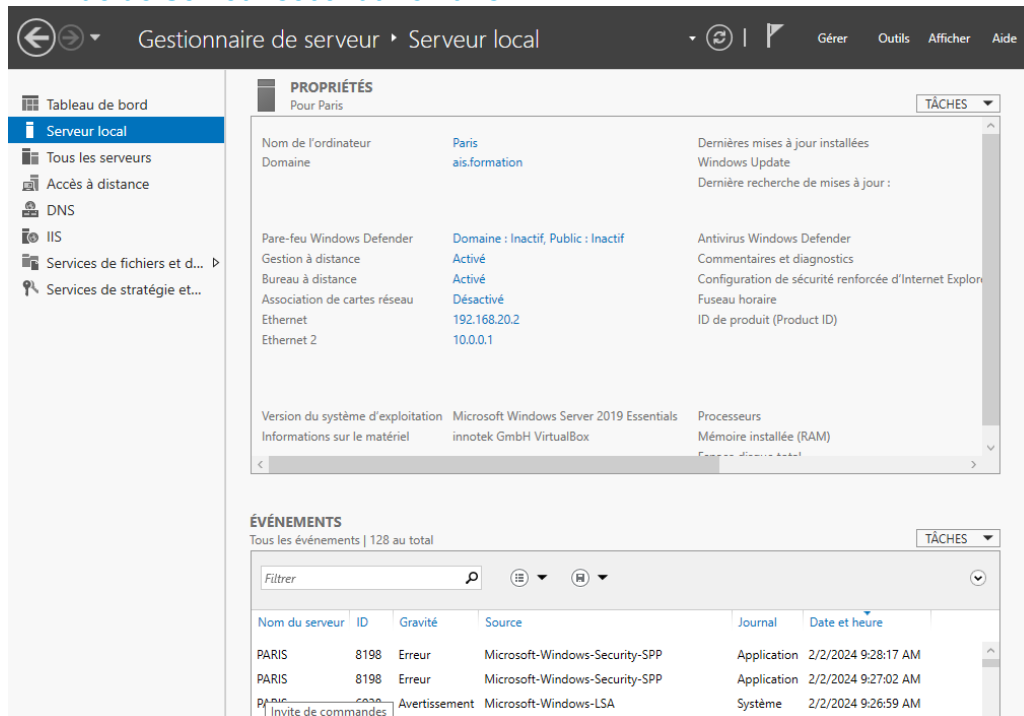 Gestionnaire de serveur ‣ Serveur local
Gérer Outils Afficher Aide
Tableau de bord
Serveur local
Tous les serveurs
Accès à distance
DNS
IIS
Services de fichiers et d...
Services de stratégie et...
PROPRIÉTÉS
Pour Paris
TÂCHES
Nom de l'ordinateur Paris Dernières mises à jour installées
Domaine ais.formation Windows Update
Dernière recherche de mises à jour :
Pare-feu Windows Defender Domaine : Inactif, Public : Inactif Antivirus Windows Defender
Gestion à distance Activé Commentaires et diagnostics
Bureau à distance Activé Configuration de sécurité renforcée d'Internet Explor
Association de cartes réseau Désactivé Fuseau horaire
Ethernet 192.168.20.2 ID de produit (Product ID)
Ethernet 2 10.0.0.1
Version du système d'exploitation Microsoft Windows Server 2019 Essentials Processeurs
Informations sur le matériel innotek GmbH VirtualBox Mémoire installée (RAM)
ÉVÉNEMENTS
Tous les événements | 128 au total
TÂCHES
Filtrer
Nom du serveur ID Gravité Source Journal Date et heure
PARIS 8198 Erreur Microsoft-Windows-Security-SPP Application 2/2/2024 9:28:17 AM
PARIS 8198 Erreur Microsoft-Windows-Security-SPP Application 2/2/2024 9:27:02 AM
Avertissement Microsoft-Windows-LSA Système 2/2/2024 9:26:59 AM
Invite de commandes